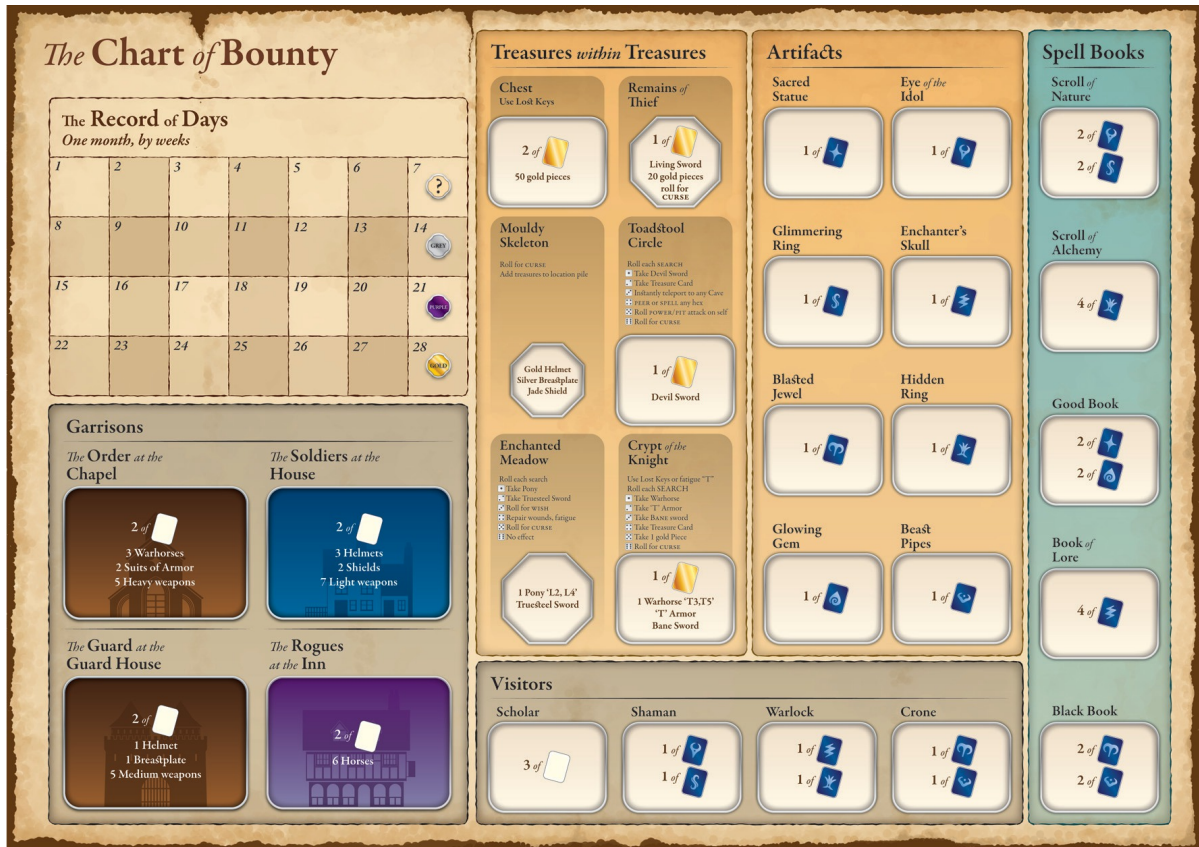 The Chart of Bounty
The Record of Days
One month, by weeks
1 2 3 4 5 6 7
?
8 9 10 11 12 13 14
GREY
15 16 17 18 19 20 21
PURPLE
22 23 24 25 26 27 28
GOLD
Garrisons
The Order at the
Chapel
2 of
3 Warhorses
2 Suits of Armor
5 Heavy weapons
The Soldiers at the
House
2 of
3 Helmets
2 Shields
7 Light weapons
The Guard at the
Guard House
2 of
1 Helmet
1 Breastplate
5 Medium weapons
The Rogues
at the Inn
2 of
6 Horses
Treasures within Treasures
Chest
Use Lost Keys
2 of
50 gold pieces
Remains of
Thief
1 of
Living Sword
20 gold pieces
roll for
CURSE
Mouldy
Skeleton
Roll for CURSE
Add treasures to location pile
Gold Helmet
Silver Breastplate
Jade Shield
Toadstool
Circle
Roll each SEARCH
Take Devil Sword
Take Treasure Card
Instantly teleport to any Cave
PEER or SPELL any hex
Roll POWER/PIT attack on self
Roll for CURSE
1 of
Devil Sword
Enchanted
Meadow
Roll each search
Take Pony
Take Truesteel Sword
Roll for WISH
Repair wounds, fatigue
Roll for CURSE
No effect
1 Pony ‘L2, L4’
Truesteel Sword
Crypt of the
Knight
Use Lost Keys or fatigue “T”
Roll each SEARCH
Take Warhorse
Take ‘T’ Armor
Take BANE sword
Take Treasure Card
Take 1 gold Piece
Roll for CURSE
1 of
1 Warhorse ‘T3,T5’
‘T’ Armor
Bane Sword
Artifacts
Sacred
Statue
1 of
Eye of the
Idol
1 of
Glimmering
Ring
1 of
Enchanter’s
Skull
1 of
Blasted
Jewel
1 of
Hidden
Ring
1 of
Glowing
Gem
1 of
Beast
Pipes
1 of
Visitors
Scholar
3 of
Shaman
1 of
1 of
Warlock
1 of
1 of
Crone
1 of
1 of
Spell Books
Scroll of
Nature
2 of
2 of
Scroll of
Alchemy
4 of
Good Book
2 of
2 of
Book of
Lore
4 of
Black Book
2 of
2 of